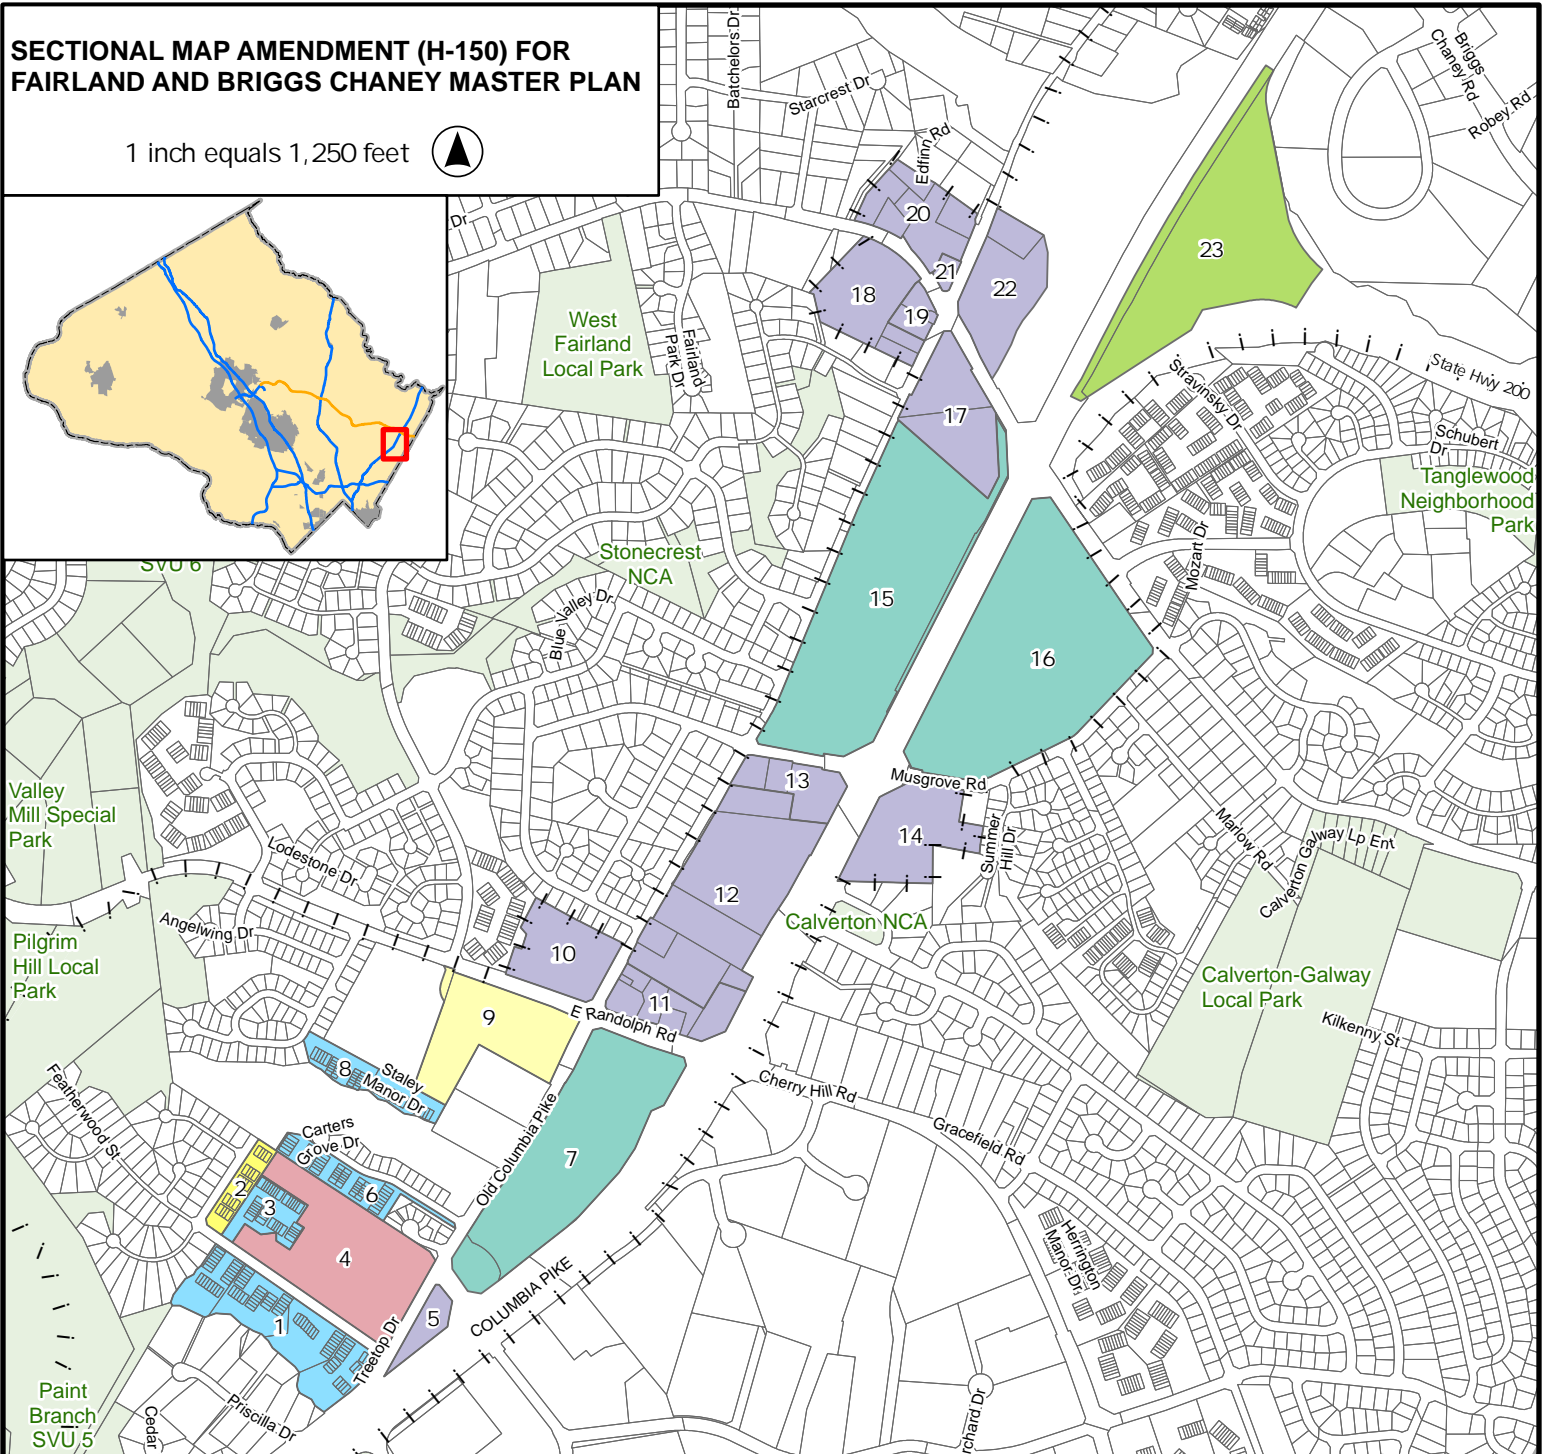 SECTIONAL MAP AMENDMENT (H-150) FOR
FAIRLAND AND BRIGGS CHANEY MASTER PLAN
1 inch equals 1,250 feet
Batchelors Dr
Starcrest Dr
Edfinn Rd
Briggs
Chaney Rd
Robey Rd
Dr
20
21
22
23
18
19
17
West
Fairland
Local Park
Fairland
Park Dr
Stravinsky Dr
State Hwy 200
Schubert
Dr
Tanglewood
Neighborhood
Park
Mozart Dr
SVU 6
Stonecrest
NCA
Blue Valley Dr
15
16
Valley
Mill Special
Park
13
Musgrove Rd
14
Summer
Hill Dr
Marlow Rd
Calverton Galway Lp Ent
Lodestone Dr
12
Calverton NCA
Angelwing Dr
Pilgrim
Hill Local
Park
10
11
Calverton-Galway
Local Park
9
E Randolph Rd
Kilkenny St
8
Staley
Manor Dr
Featherwood St
Cherry Hill Rd
Gracefield Rd
Carters
Grove Dr
Old Columbia Pike
7
2
3
6
4
Herrington
Manor Dr
COLUMBIA PIKE
5
1
Treetop Dr
Paint
Branch
SVU 5
Priscilla Dr
Cedar
rchard Dr